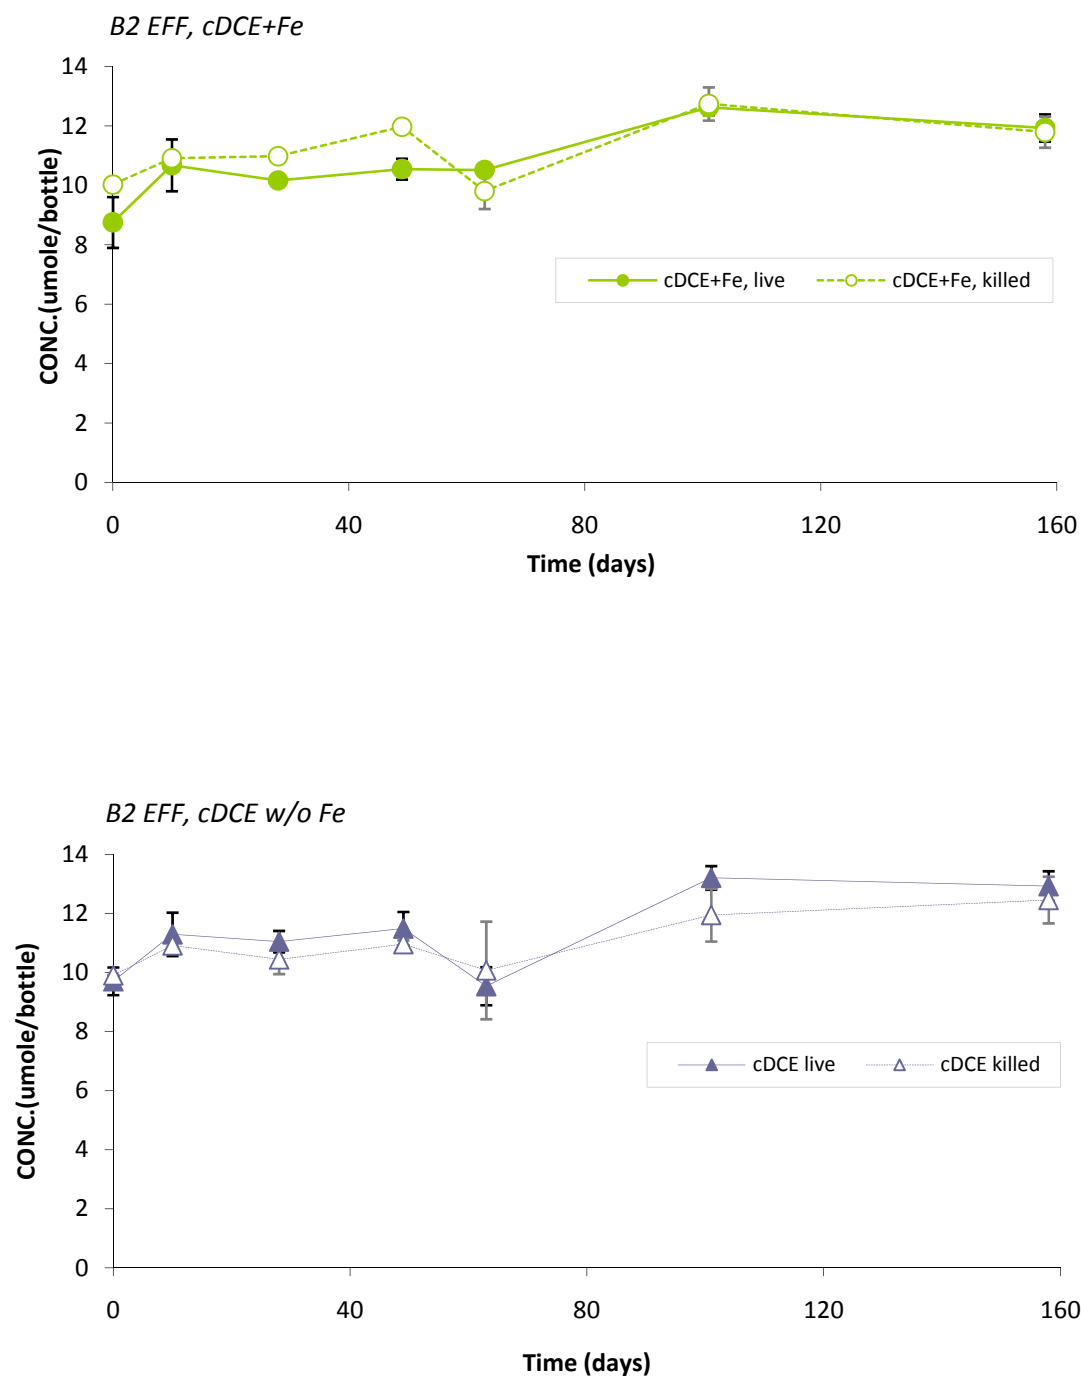 B2 EFF, cDCE+Fe
14
12
10
8
6
4
2
0
CONC.(umole/bottle)
cDCE+Fe, live
cDCE+Fe, killed
0 40 80 120 160
Time (days)
B2 EFF, cDCE w/o Fe
14
12
10
8
6
4
2
0
CONC.(umole/bottle)
cDCE live
cDCE killed
0 40 80 120 160
Time (days)